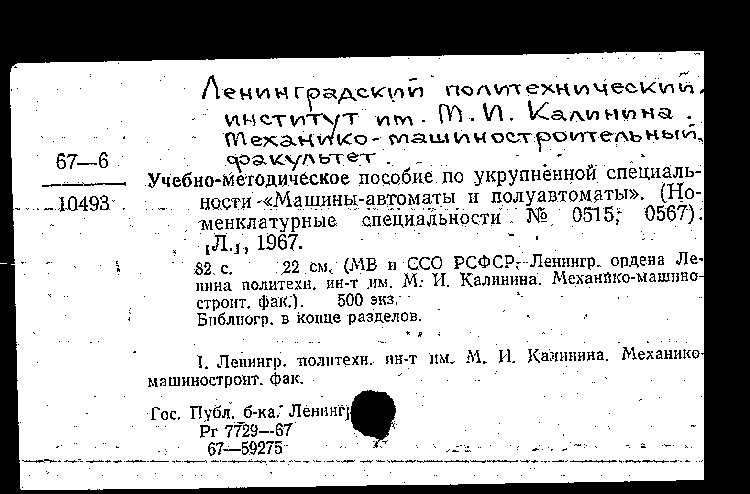 Ленинградский политехнический
институт им. М. И. Калинина.
Механико-машиностроительный
факультет.
67—6
Учебно-методическое пособие по укрупненной специаль-
10493
ности «Машины-автоматы и полуавтоматы». (Но-
менклатурные специальности № 0515; 0567).
[Л.], 1967.
82 с. 22 см. (МВ и ССО РСФСР. Ленингр. ордена Ле-
нина политехн. ин-т им. М. И. Калинина. Механико-машино-
строит. фак.). 500 экз.
Библиогр. в конце разделов.
I. Ленингр. политехн. ин-т им. М. И. Калинина. Механико-
машиностроит. фак.
Гос. Публ. б-ка. Ленингр
Рг 7729—67
67—59275